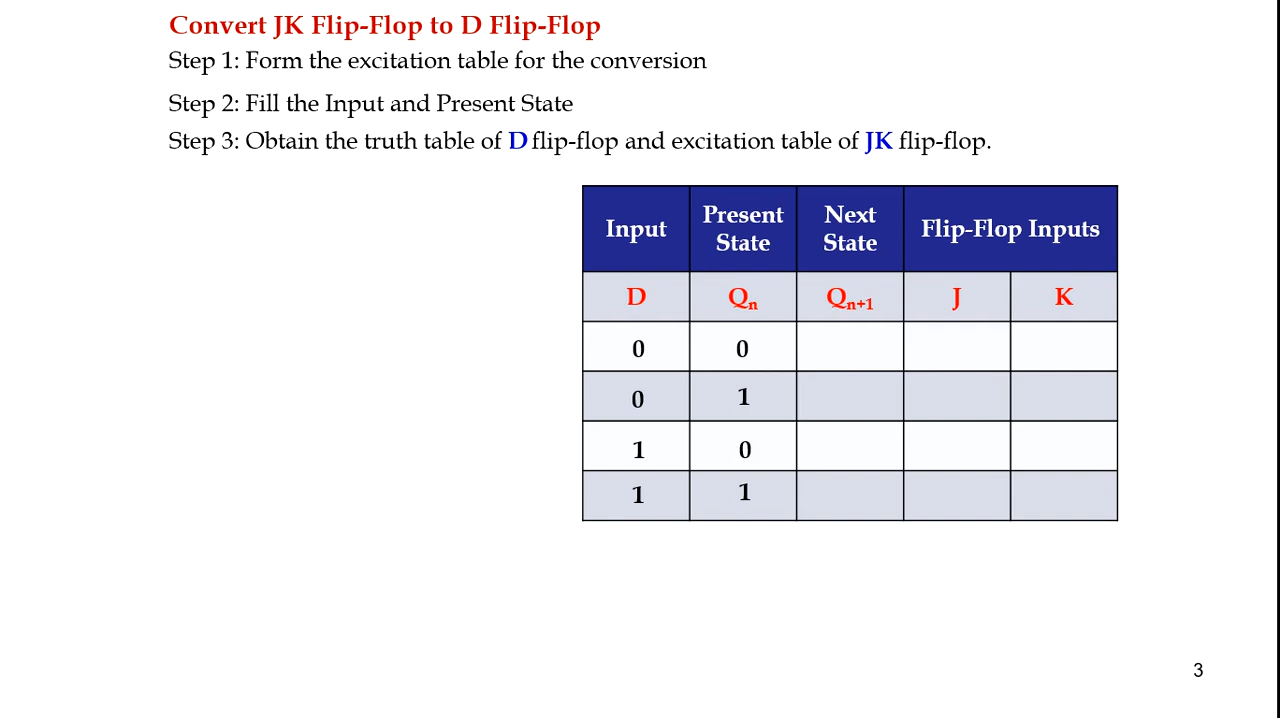 Convert JK Flip-Flop to D Flip-Flop
Step 1: Form the excitation table for the conversion
Step 2: Fill the Input and Present State
Step 3: Obtain the truth table of D flip-flop and excitation table of JK flip-flop.
Input Present State Next State Flip-Flop Inputs
D Qn Qn+1 J K
0 0
0 1
1 0
1 1
3